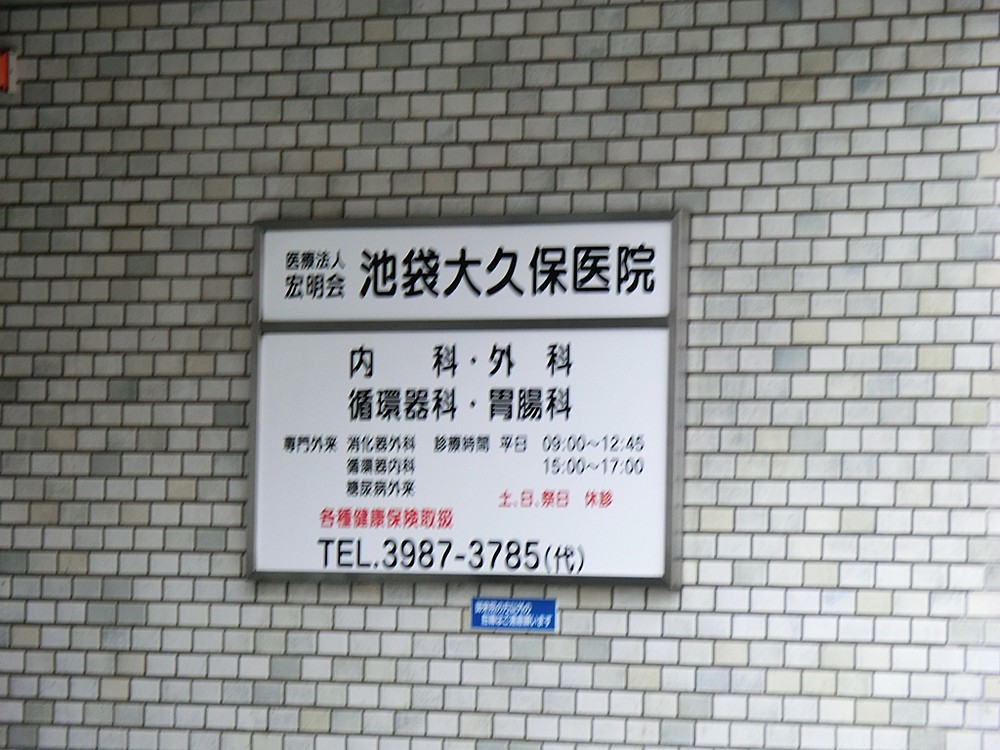 医療法人
宏明会
池袋大久保医院
内 科・外 科
循環器科・胃腸科
専門外来 消化器外科 診療時間 平日 09:00〜12:45
循環器内科 15:00〜17:00
糖尿病外来
土、日、祭日 休診
各種健康保険取扱
TEL.3987-3785(代)